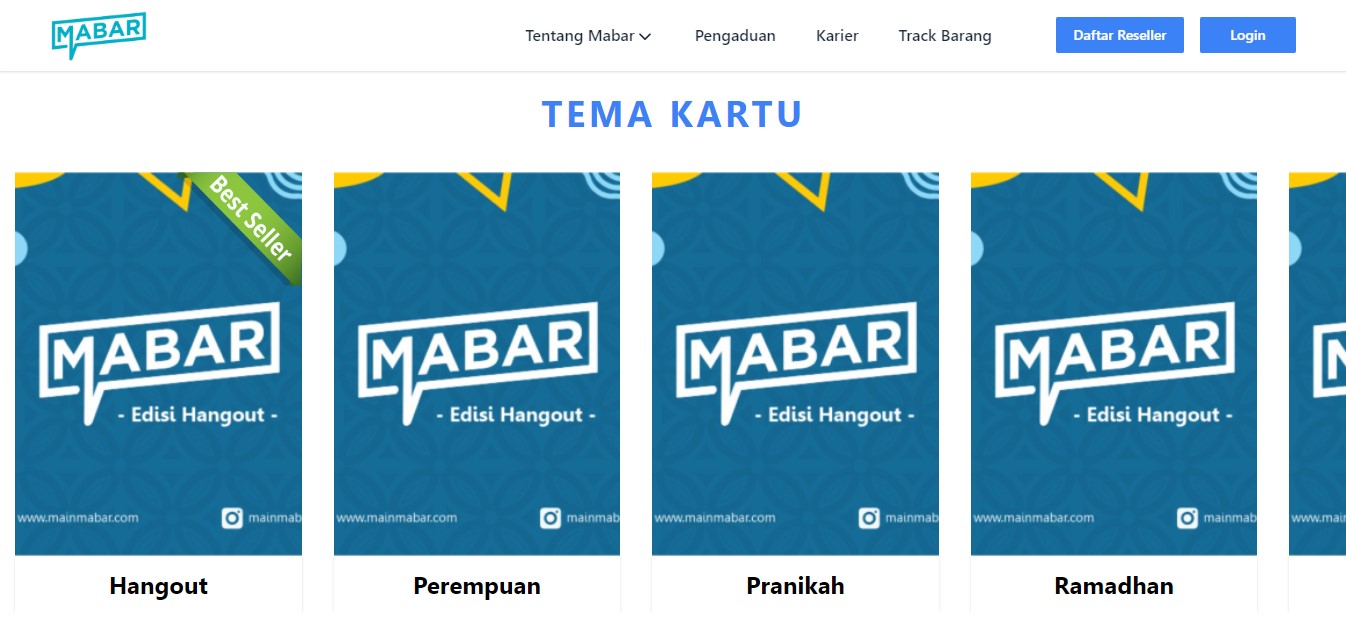 MABAR
Tentang Mabar
Pengaduan
Karier
Track Barang
Daftar Reseller
Login
TEMA KARTU
Best Seller
MABAR
- Edisi Hangout -
www.mainmabar.com
mainmab
Hangout
MABAR
- Edisi Hangout -
www.mainmabar.com
mainmab
Perempuan
MABAR
- Edisi Hangout -
www.mainmabar.com
mainmab
Pranikah
MABAR
- Edisi Hangout -
www.mainmabar.com
mainmab
Ramadhan
www.mai